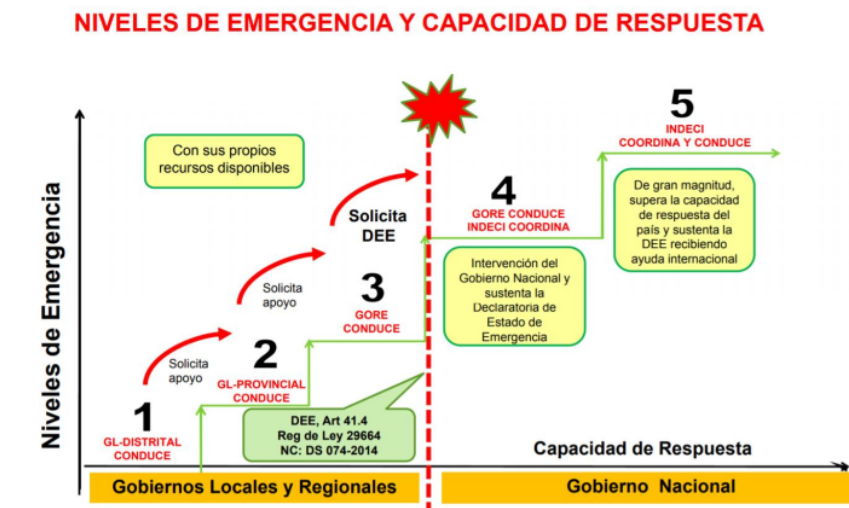 NIVELES DE EMERGENCIA Y CAPACIDAD DE RESPUESTA
Niveles de Emergencia
Con sus propios
recursos disponibles
1
GL-DISTRITAL
CONDUCE
Solicita
apoyo
2
GL-PROVINCIAL
CONDUCE
Solicita
apoyo
3
GORE
CONDUCE
Solicita
DEE
DEE, Art 41.4
Reg de Ley 29664
NC: DS 074-2014
4
GORE CONDUCE
INDECI COORDINA
Intervención del
Gobierno Nacional y
sustenta la
Declaratoria de
Estado de
Emergencia
5
INDECI
COORDINA Y CONDUCE
De gran magnitud,
supera la capacidad
de respuesta del
país y sustenta la
DEE recibiendo
ayuda internacional
Capacidad de Respuesta
Gobiernos Locales y Regionales
Gobierno Nacional